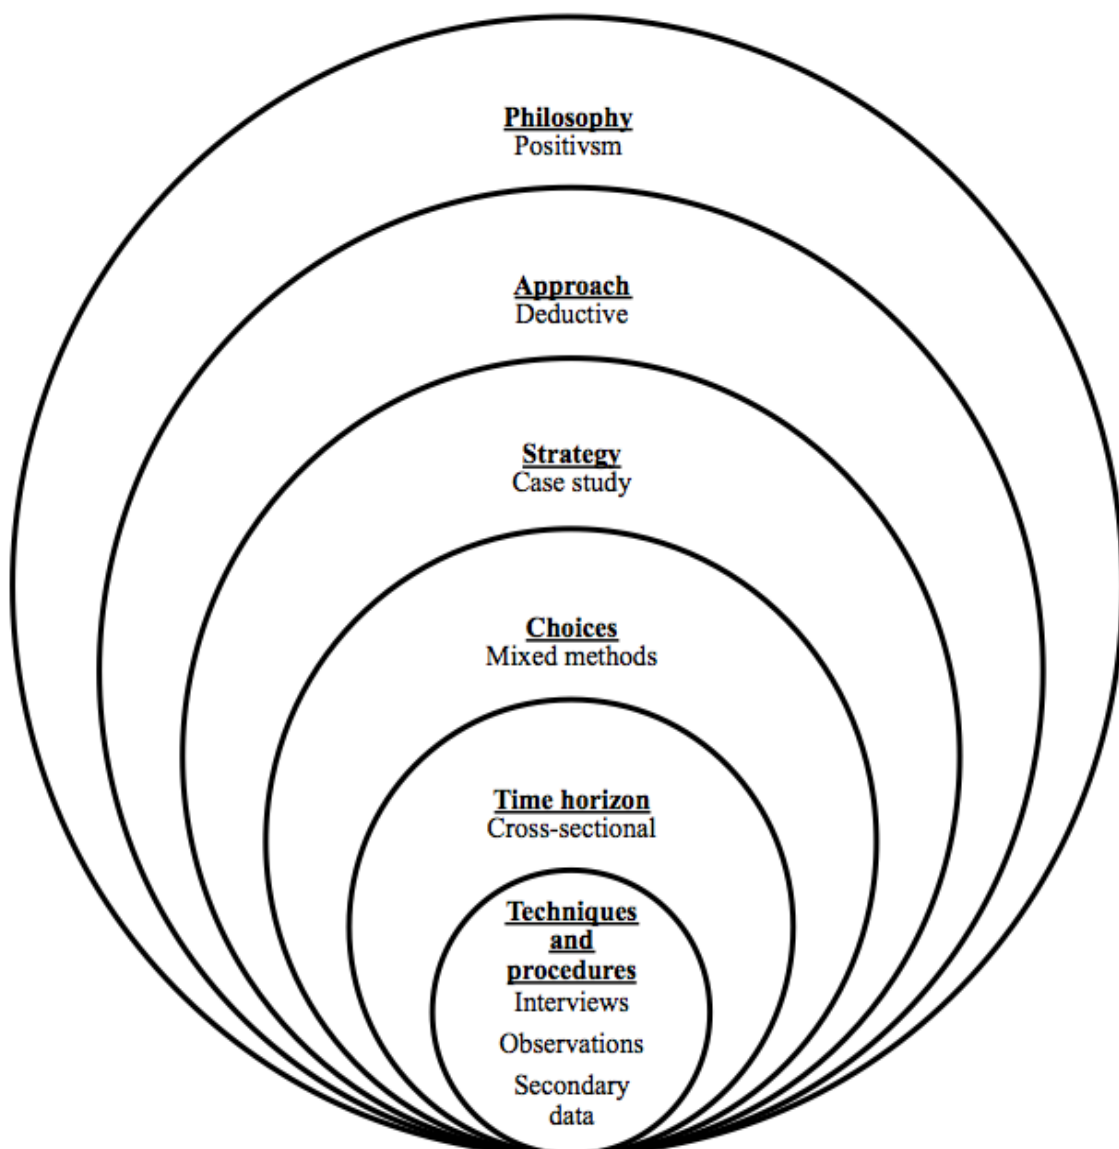 Philosophy
Positivsm
Approach
Deductive
Strategy
Case study
Choices
Mixed methods
Time horizon
Cross-sectional
Techniques
and
procedures
Interviews
Observations
Secondary
data